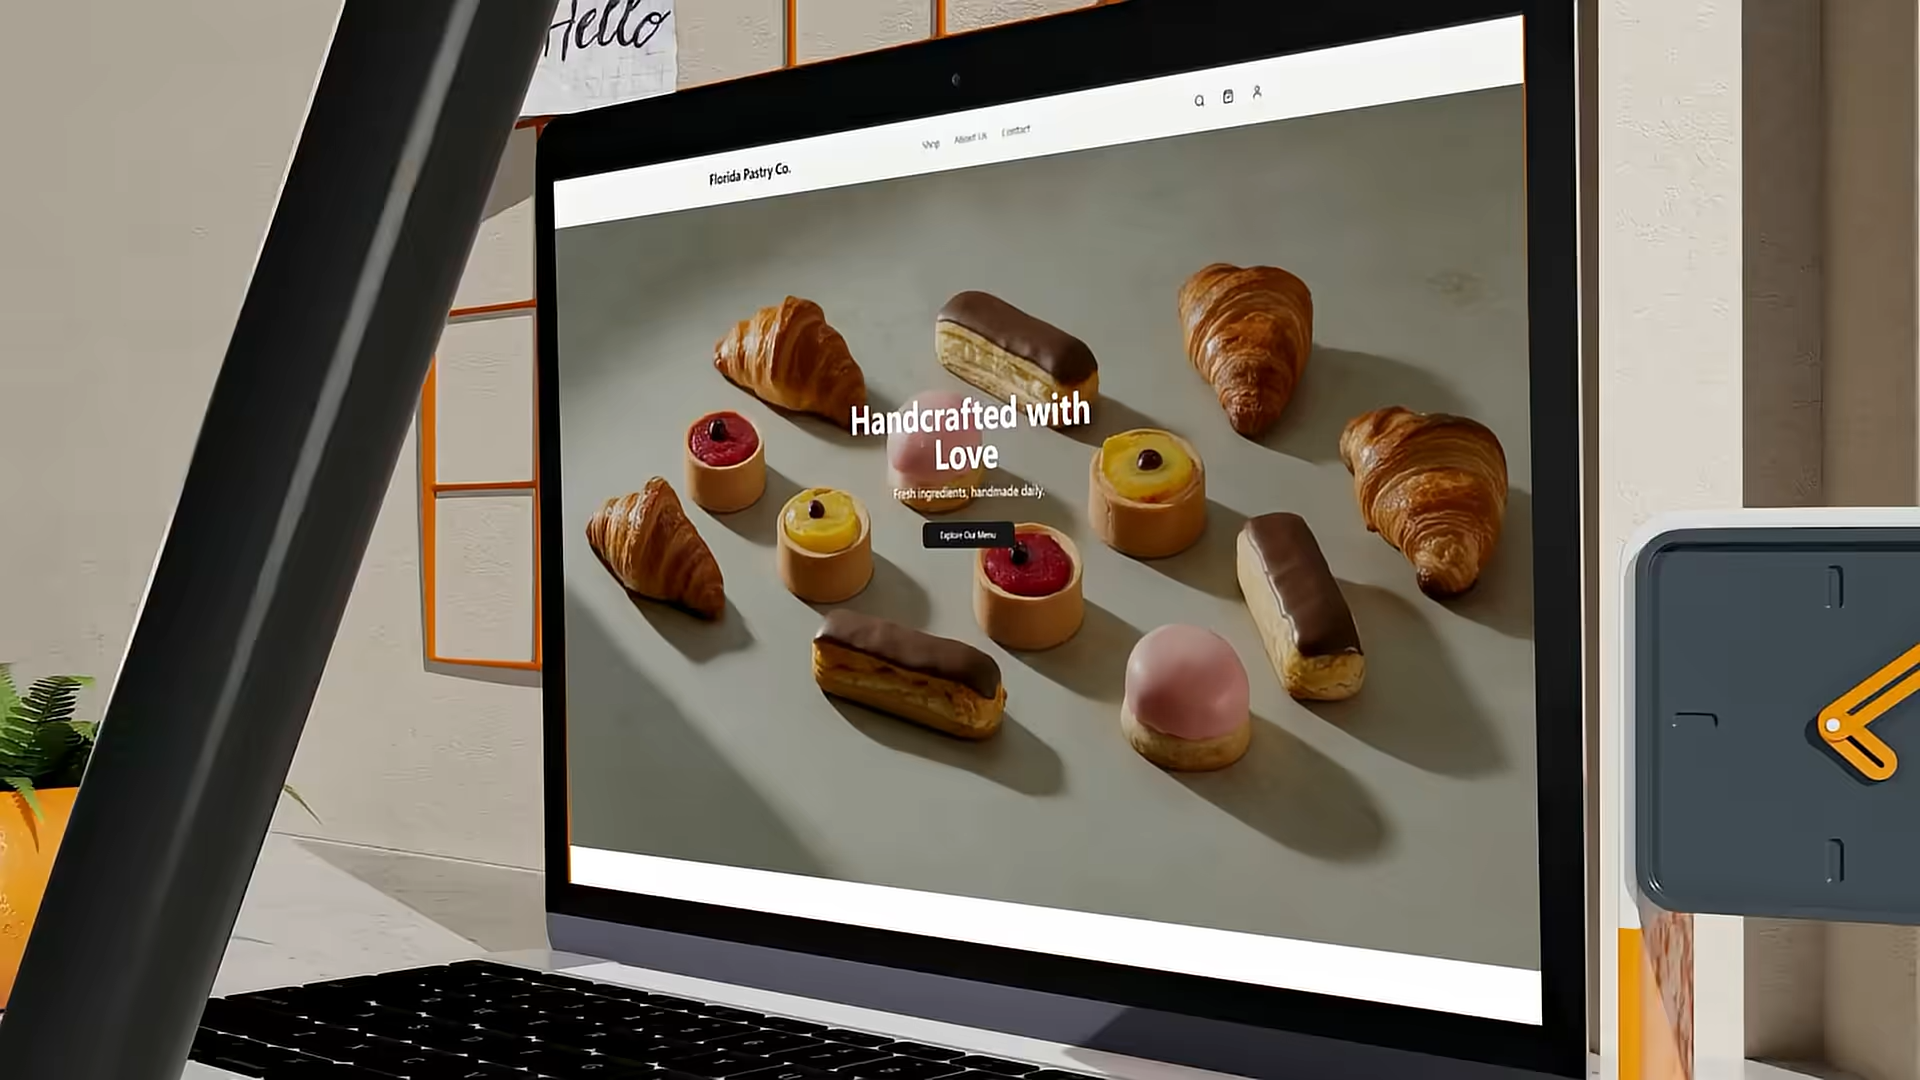 Hello
Shop About Us Contact
Florida Pastry Co.
Handcrafted with
Love
Fresh ingredients, handmade daily.
Explore Our Menu